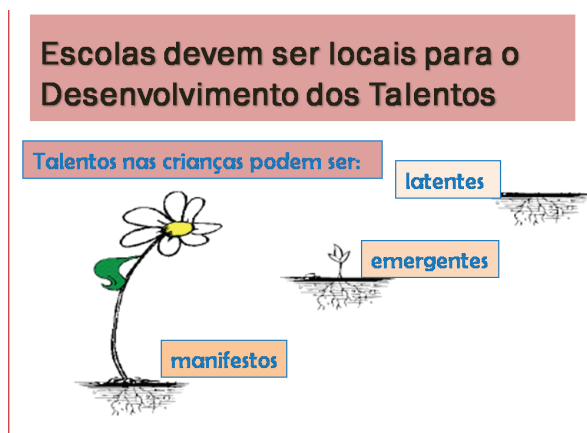 Escolas devem ser locais para o
Desenvolvimento dos Talentos
Talentos nas crianças podem ser:
latentes
emergentes
manifestos